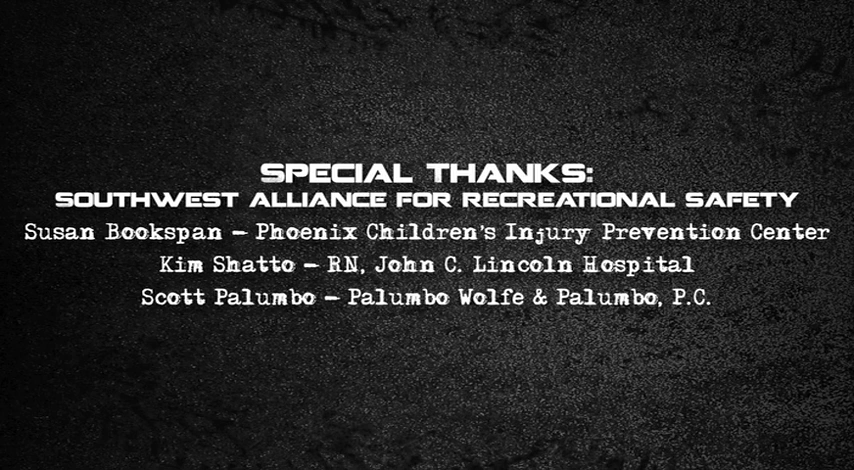 SPECIAL THANKS:
SOUTHWEST ALLIANCE FOR RECREATIONAL SAFETY
Susan Bookspan – Phoenix Children's Injury Prevention Center
Kim Shatto – RN, John C. Lincoln Hospital
Scott Palumbo – Palumbo Wolfe & Palumbo, P.C.